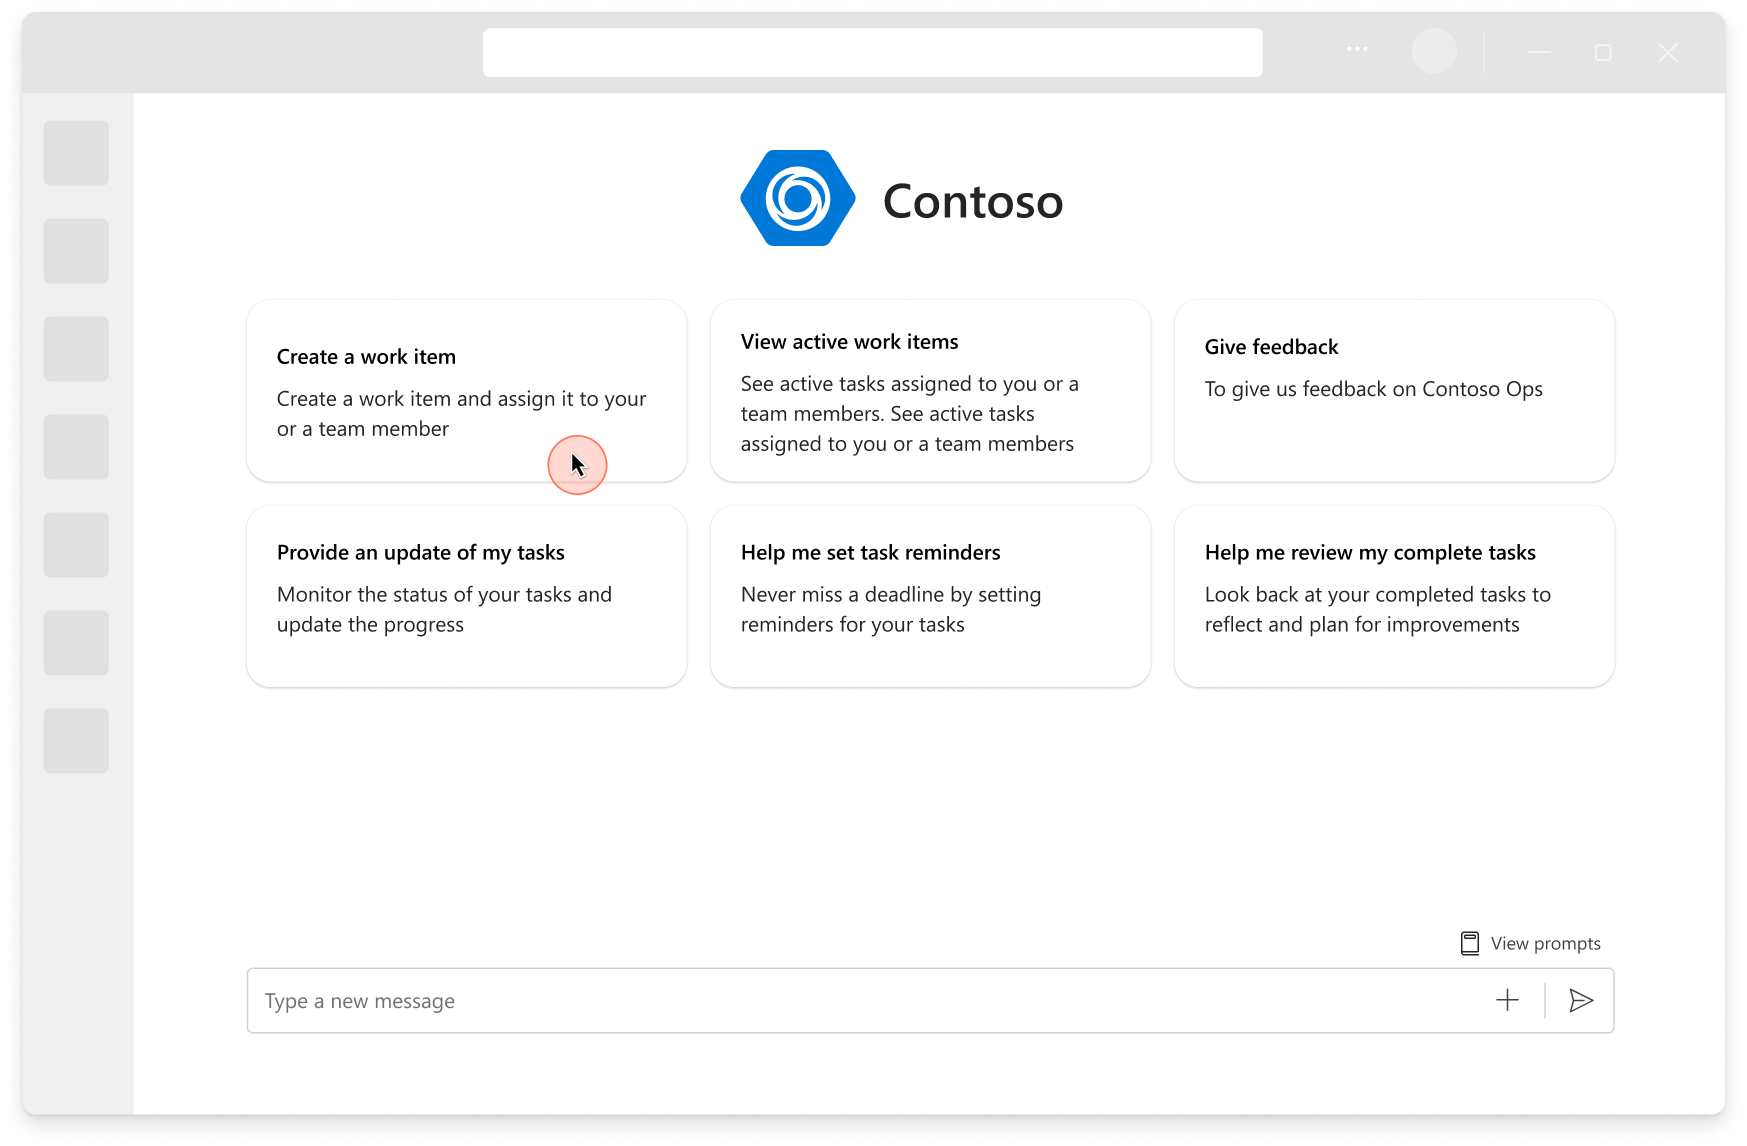 Contoso
Create a work item
Create a work item and assign it to your
or a team member
View active work items
See active tasks assigned to you or a
team members. See active tasks
assigned to you or a team members
Give feedback
To give us feedback on Contoso Ops
Provide an update of my tasks
Monitor the status of your tasks and
update the progress
Help me set task reminders
Never miss a deadline by setting
reminders for your tasks
Help me review my complete tasks
Look back at your completed tasks to
reflect and plan for improvements
View prompts
Type a new message